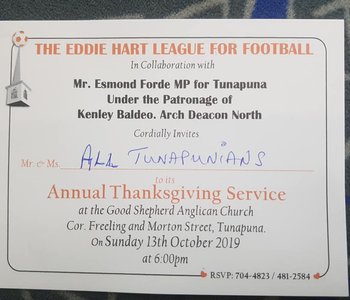 THE EDDIE HART LEAGUE FOR FOOTBALL
In Collaboration with
Mr. Esmond Forde MP for Tunapuna
Under the Patronage of
Kenley Baldeo. Arch Deacon North
Cordially Invites
Mr. & Ms. ALL TUNAPUNIANS
to its
Annual Thanksgiving Service
at the Good Shepherd Anglican Church
Cor. Freeling and Morton Street, Tunapuna.
On Sunday 13th October 2019
at 6:00pm
RSVP: 704-4823 / 481-2584